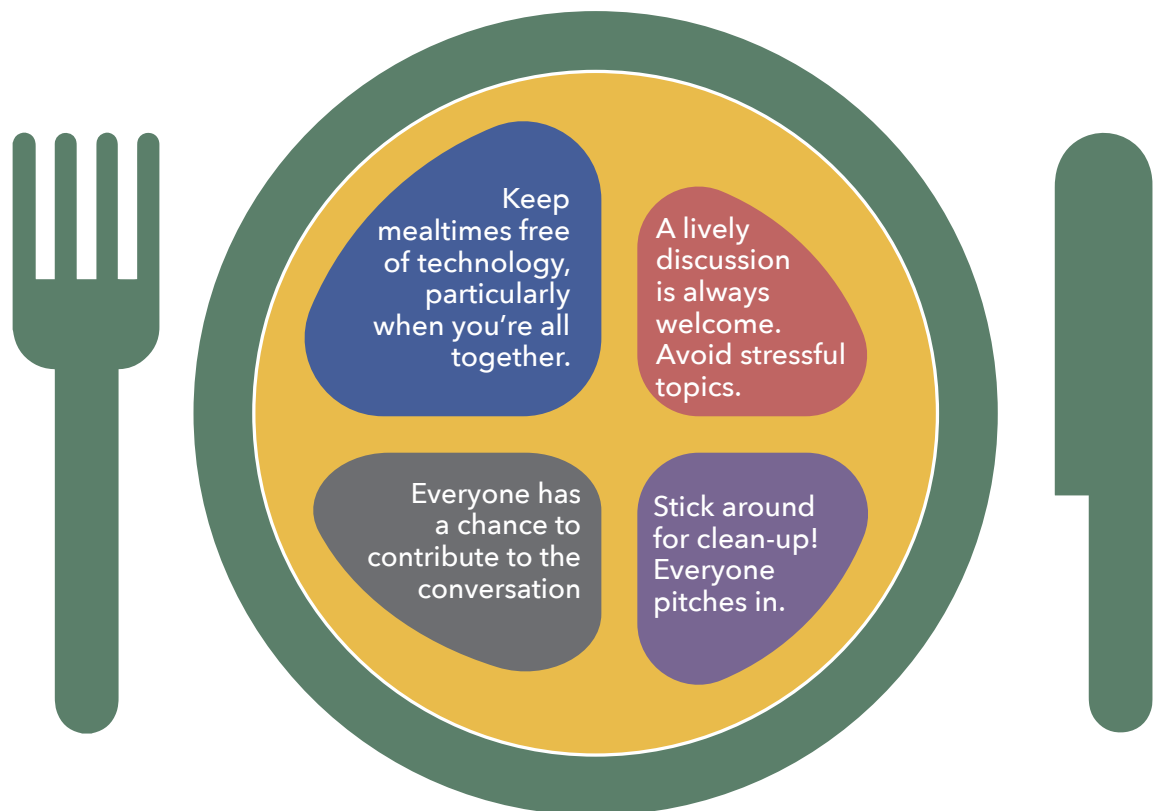 Keep
mealtimes free
of technology,
particularly
when you’re all
together.
A lively
discussion
is always
welcome.
Avoid stressful
topics.
Everyone has
a chance to
contribute to the
conversation
Stick around
for clean-up!
Everyone
pitches in.